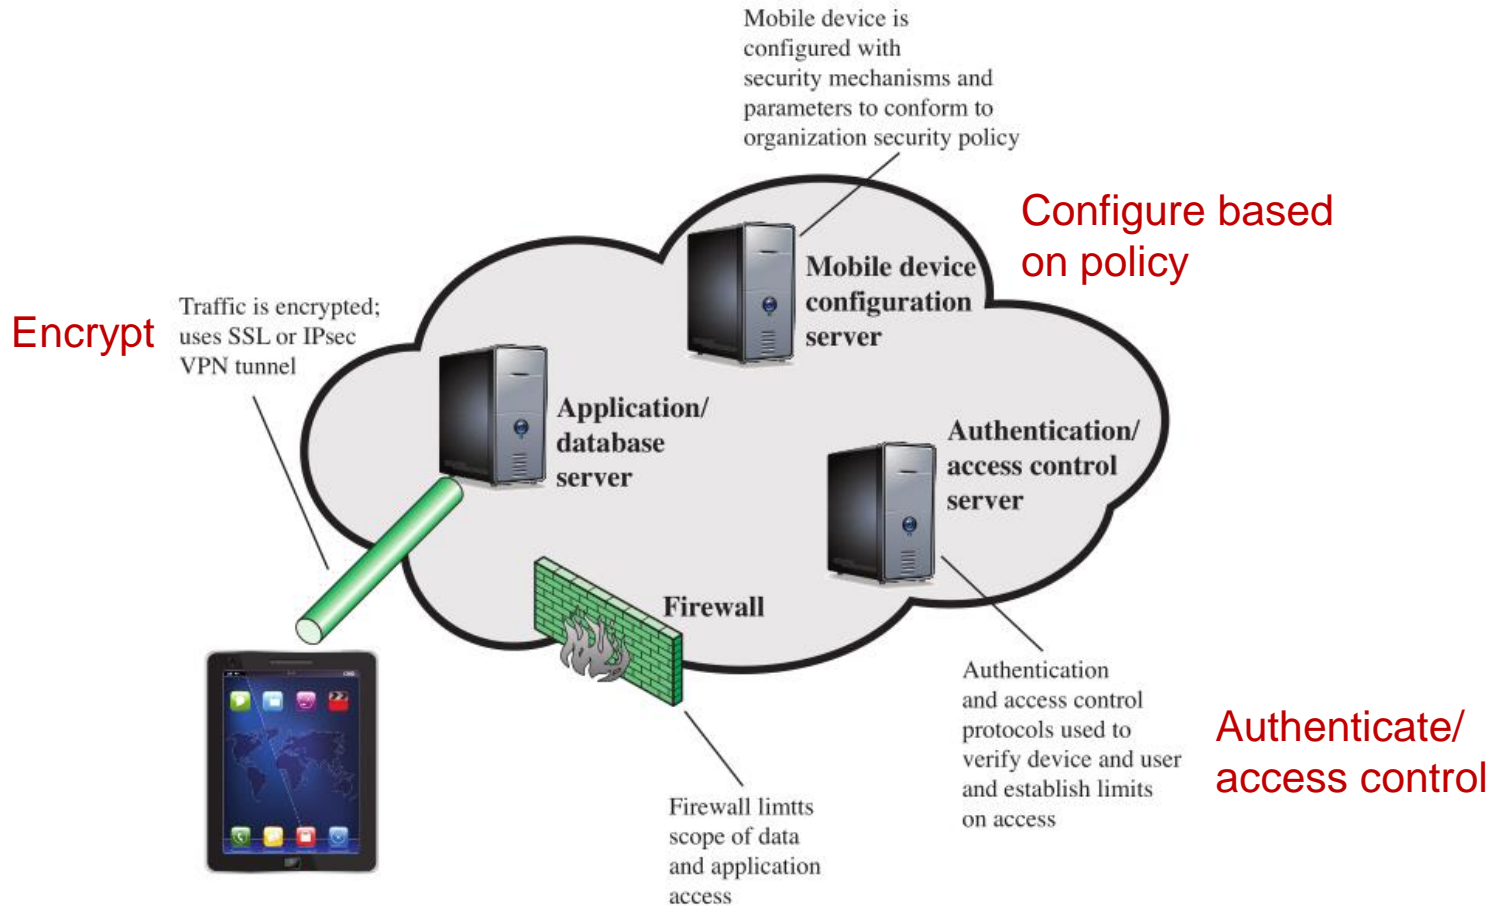 Mobile device is
configured with
security mechanisms and
parameters to conform to
organization security policy
Configure based
on policy
Mobile device
configuration
server
Encrypt
Traffic is encrypted;
uses SSL or IPsec
VPN tunnel
Application/
database
server
Authentication/
access control
server
Firewall
Authentication
and access control
protocols used to
verify device and user
and establish limits
on access
Authenticate/
access control
Firewall limtts
scope of data
and application
access